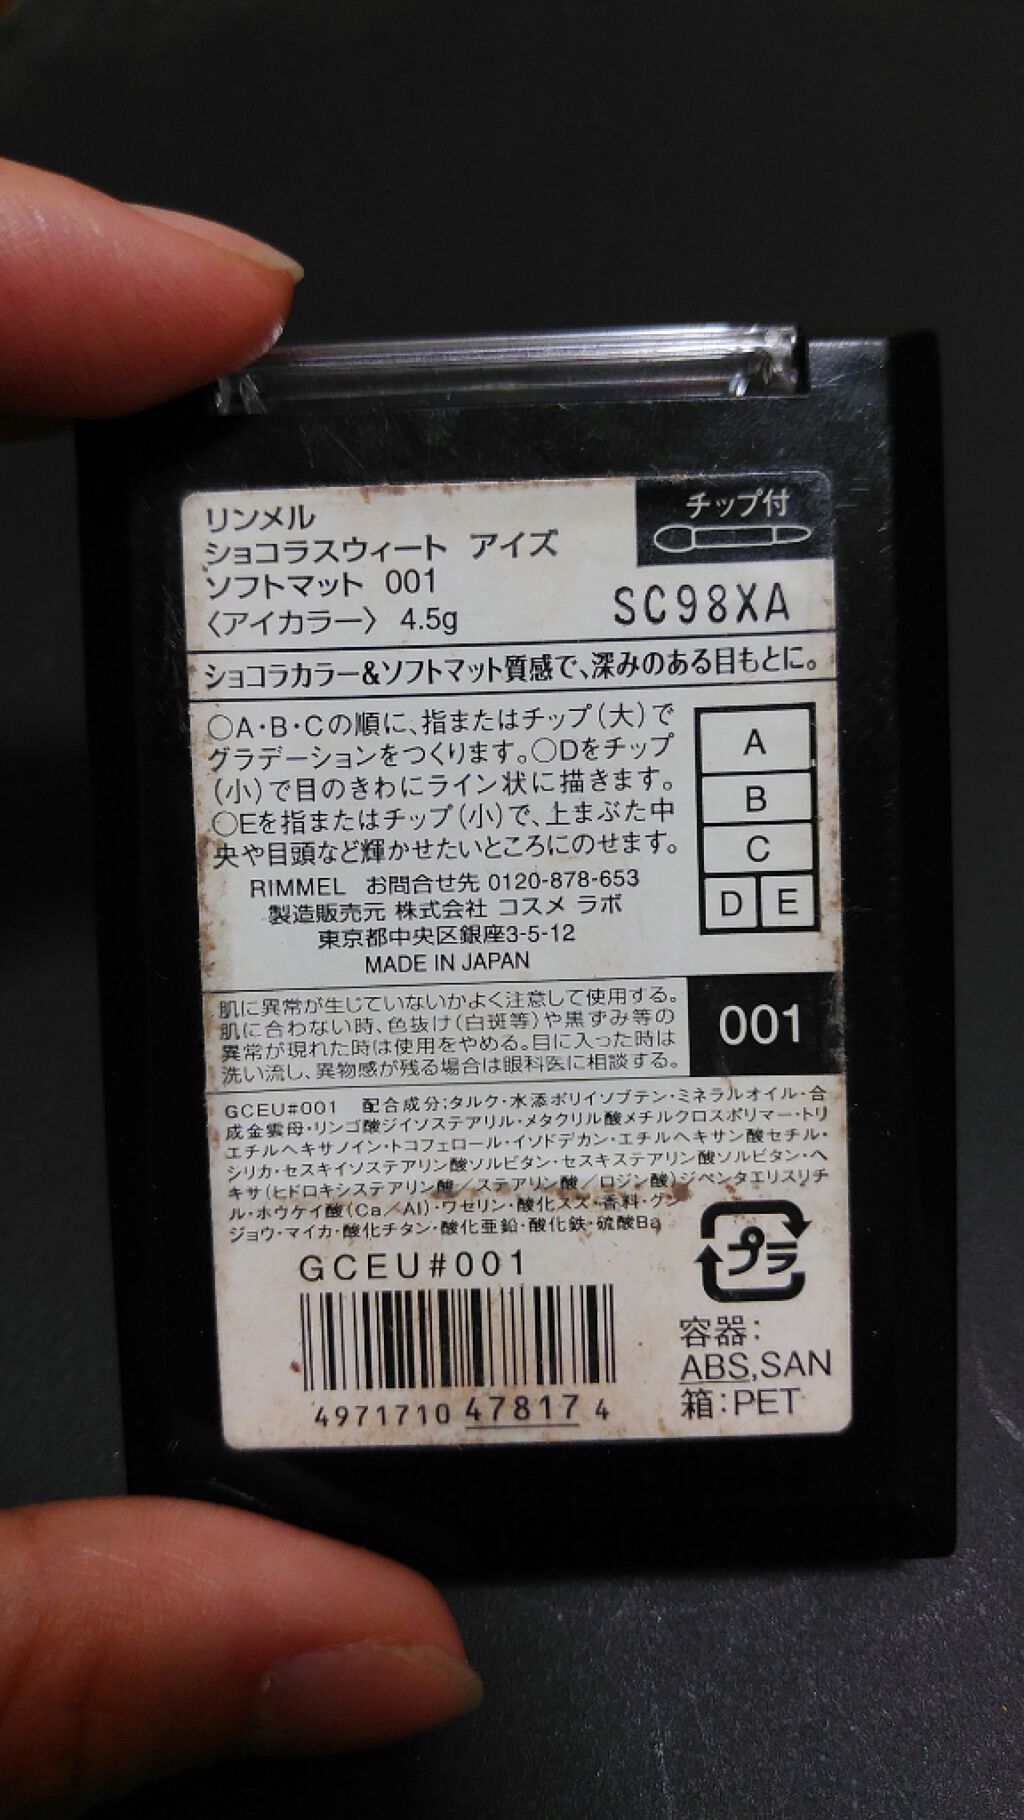 リンメル
ショコラスウィート アイズ
ソフトマット 001
〈アイカラー〉 4.5g
チップ付
SC98XA
ショコラカラー&ソフトマット質感で、深みのある目もとに。
○A・B・Cの順に、指またはチップ(大)で
グラデーションをつくります。○Dをチップ
(小)で目のきわにライン状に描きます。
○Eを指またはチップ(小)で、上まぶた中
央や目頭など輝かせたいところにのせます。
A
B
C
D E
RIMMEL お問合せ先 0120-878-653
製造販売元 株式会社 コスメ ラボ
東京都中央区銀座3-5-12
MADE IN JAPAN
肌に異常が生じていないかよく注意して使用する。
肌に合わない時、色抜け(白斑等)や黒ずみ等の
異常が現れた時は使用をやめる。目に入った時は
洗い流し、異物感が残る場合は眼科医に相談する。
001
GCEU#001 配合成分;タルク・水添ポリイソブテン・ミネラルオイル・合
成金雲母・リンゴ酸ジイソステアリル・メタクリル酸メチルクロスポリマー・トリ
エチルヘキサノイン・トコフェロール・イソドデカン・エチルヘキサン酸セチル・
シリカ・セスキイソステアリン酸ソルビタン・セスキステアリン酸ソルビタン・ヘ
キサ(ヒドロキシステアリン酸/ステアリン酸/ロジン酸)ジペンタエリスリチ
ル・ホウケイ酸(Ca/Al)・ワセリン・酸化スズ・香料・グン
ジョウ・マイカ・酸化チタン・酸化亜鉛・酸化鉄・硫酸Ba
GCEU#001
4971710 47817 4
プラ
容器:
ABS,SAN
箱:PET